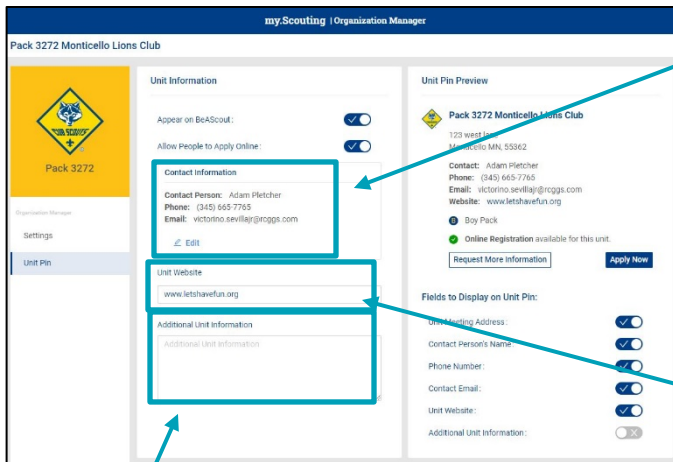 my.Scouting | Organization Manager
Pack 3272 Monticello Lions Club
CUB SCOUTS
Pack 3272
Organization Manager
Settings
Unit Pin
Unit Information
Appear on BeAScout:
Allow People to Apply Online:
Contact Information
Contact Person: Adam Pletcher
Phone: (345) 665-7765
Email: victorino.sevillajr@rcggs.com
Edit
Unit Website
www.letshavefun.org
Additional Unit Information
Additional Unit Information
Unit Pin Preview
Pack 3272 Monticello Lions Club
123 west lane
Monticello MN, 55362
Contact: Adam Pletcher
Phone: (345) 665-7765
Email: victorino.sevillajr@rcggs.com
Website: www.letshavefun.org
B Boy Pack
Online Registration available for this unit.
Request More Information
Apply Now
Fields to Display on Unit Pin:
Unit Meeting Address:
Contact Person's Name:
Phone Number:
Contact Email:
Unit Website:
Additional Unit Information: